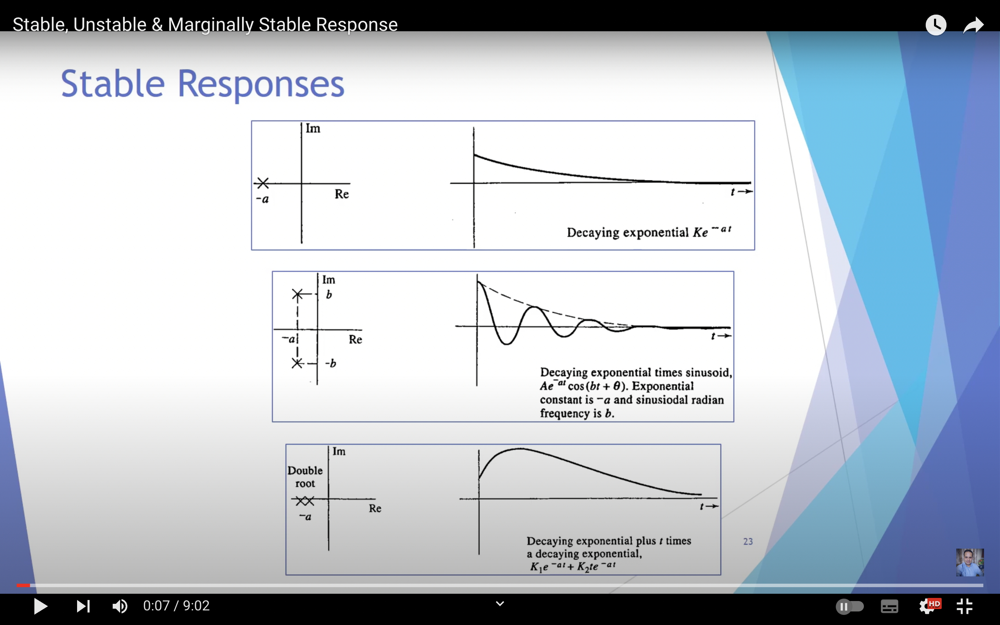 Stable, Unstable & Marginally Stable Response
Stable Responses
Im
Re
-a
t→
Decaying exponential Ke^-at
Im
b
-a
Re
-b
t→
Decaying exponential times sinusoid,
Ae^-at cos (bt + θ). Exponential
constant is -a and sinusiodal radian
frequency is b.
Im
Double
root
Re
-a
t→
Decaying exponential plus t times
a decaying exponential,
K₁e^-at + K₂te^-at
23
0:07 / 9:02
HD